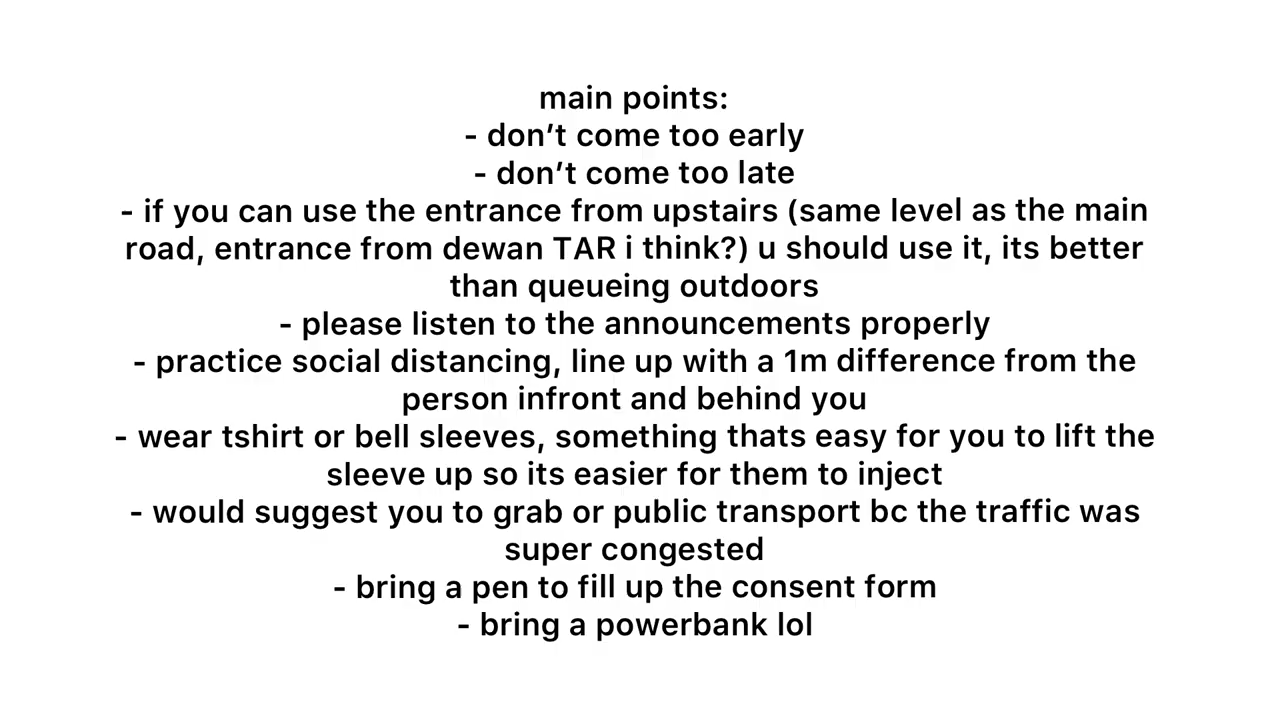 main points:
- don’t come too early
- don’t come too late
- if you can use the entrance from upstairs (same level as the main
road, entrance from dewan TAR i think?) u should use it, its better
than queueing outdoors
- please listen to the announcements properly
- practice social distancing, line up with a 1m difference from the
person infront and behind you
- wear tshirt or bell sleeves, something thats easy for you to lift the
sleeve up so its easier for them to inject
- would suggest you to grab or public transport bc the traffic was
super congested
- bring a pen to fill up the consent form
- bring a powerbank lol